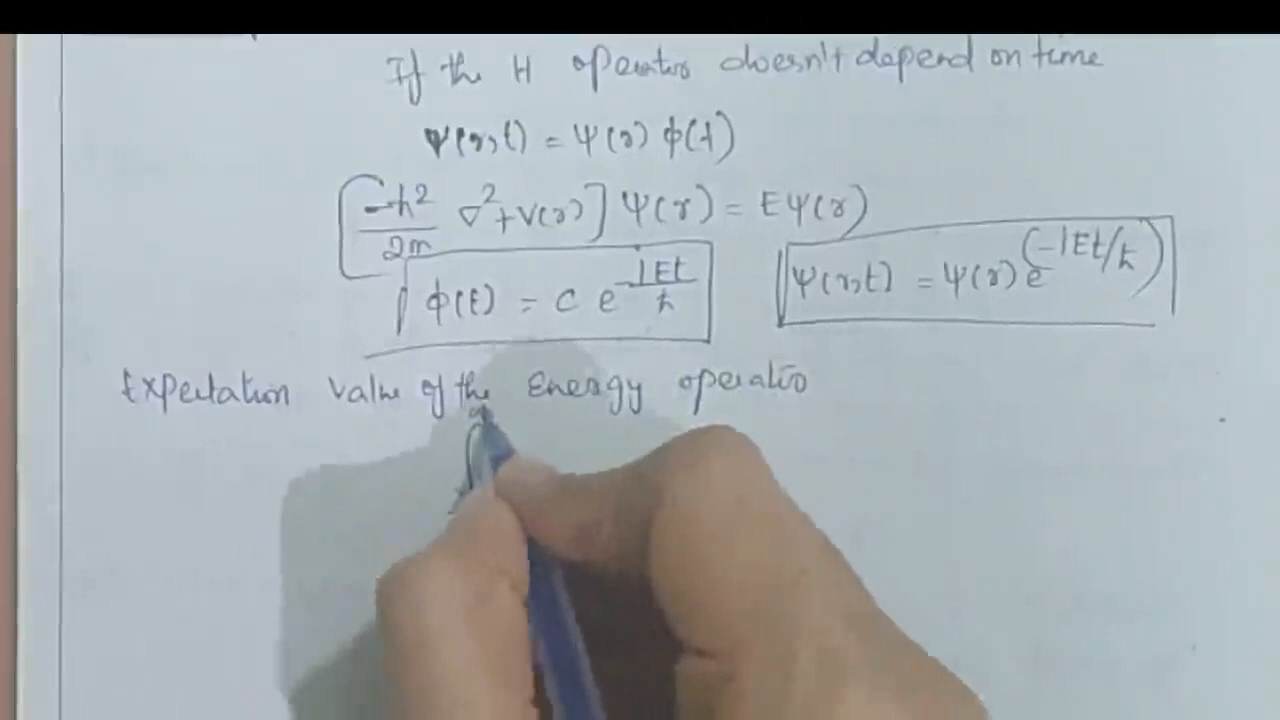 If the H operator doesn't depend on time
Ψ(r,t) = Ψ(r) ϕ(t)
[-ħ²/2m ∇² + V(r)] Ψ(r) = E Ψ(r)
ϕ(t) = C e^(-iEt/ħ)
Ψ(r,t) = Ψ(r) e^(-iEt/ħ)
Expectation value of the Energy operator